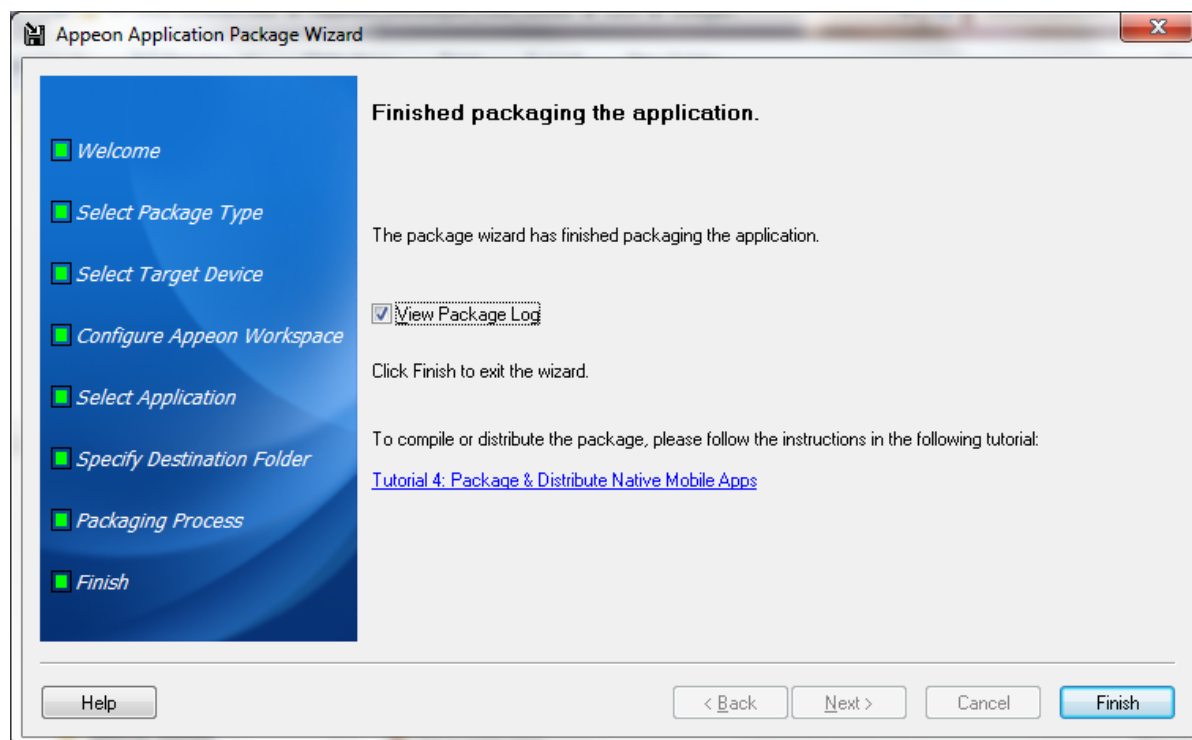 Appeon Application Package Wizard
Welcome
Select Package Type
Select Target Device
Configure Appeon Workspace
Select Application
Specify Destination Folder
Packaging Process
Finish
Finished packaging the application.
The package wizard has finished packaging the application.
View Package Log
Click Finish to exit the wizard.
To compile or distribute the package, please follow the instructions in the following tutorial:
Tutorial 4: Package & Distribute Native Mobile Apps
Help
< Back
Next >
Cancel
Finish